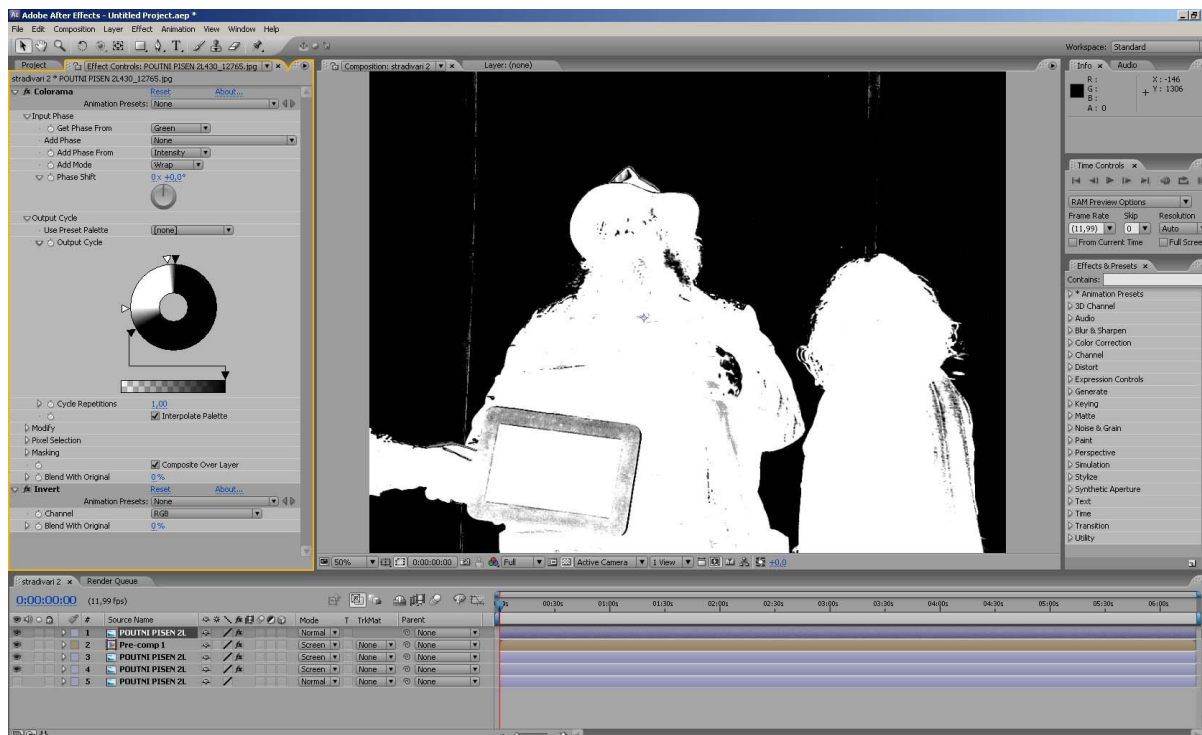 Adobe After Effects - Untitled Project.aep *
File Edit Composition Layer Effect Animation View Window Help
Workspace: Standard
Project
Effect Controls: POUTNI PISEN 2L430_12765.jpg
Composition: stradivari 2
Layer: (none)
Info Audio
stradivari 2 * POUTNI PISEN 2L430_12765.jpg
fx Colorama Reset About...
Animation Presets: None
Input Phase
Get Phase From Green
Add Phase None
Add Phase From Intensity
Add Mode Wrap
Phase Shift 0x +0,0°
Output Cycle
Use Preset Palette [none]
Output Cycle
Cycle Repetitions 1,00
Interpolate Palette
Modify
Pixel Selection
Masking
Composite Over Layer
Blend With Original 0 %
fx Invert Reset About...
Animation Presets: None
Channel RGB
Blend With Original 0 %
50% 0:00:00:00 Full Active Camera 1 View +0,0
R : X : -146
G : Y : 1306
B :
A : 0
Time Controls
RAM Preview Options
Frame Rate Skip Resolution
(11,99) 0 Auto
From Current Time Full Scree
Effects & Presets
Contains:
* Animation Presets
3D Channel
Audio
Blur & Sharpen
Color Correction
Channel
Distort
Expression Controls
Generate
Keying
Matte
Noise & Grain
Paint
Perspective
Simulation
Stylize
Synthetic Aperture
Text
Time
Transition
Utility
stradivari 2 Render Queue
0:00:00:00 (11,99 fps)
# Source Name Mode T TrkMat Parent
00:30s 01:00s 01:30s 02:00s 02:30s 03:00s 03:30s 04:00s 04:30s 05:00s 05:30s 06:00s
1 POUTNI PISEN 2L Normal None
2 Pre-comp 1 Screen None None
3 POUTNI PISEN 2L Screen None None
4 POUTNI PISEN 2L Screen None None
5 POUTNI PISEN 2L Normal None None